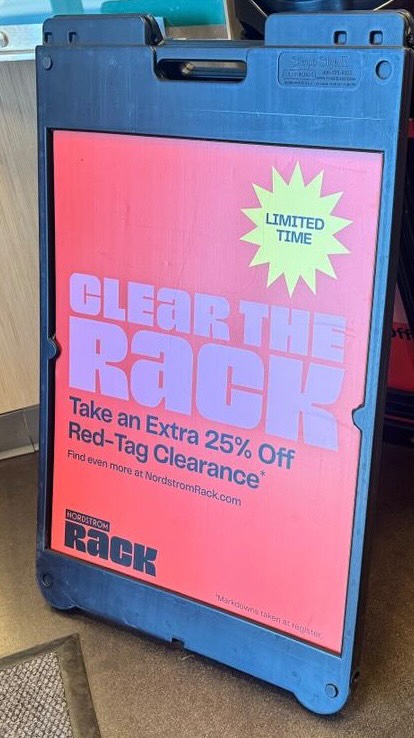 LIMITED
TIME
CLEAR THE
RACK
Take an Extra 25% Off
Red-Tag Clearance*
Find even more at NordstromRack.com
NORDSTROM
RACK
*Markdowns taken at register.